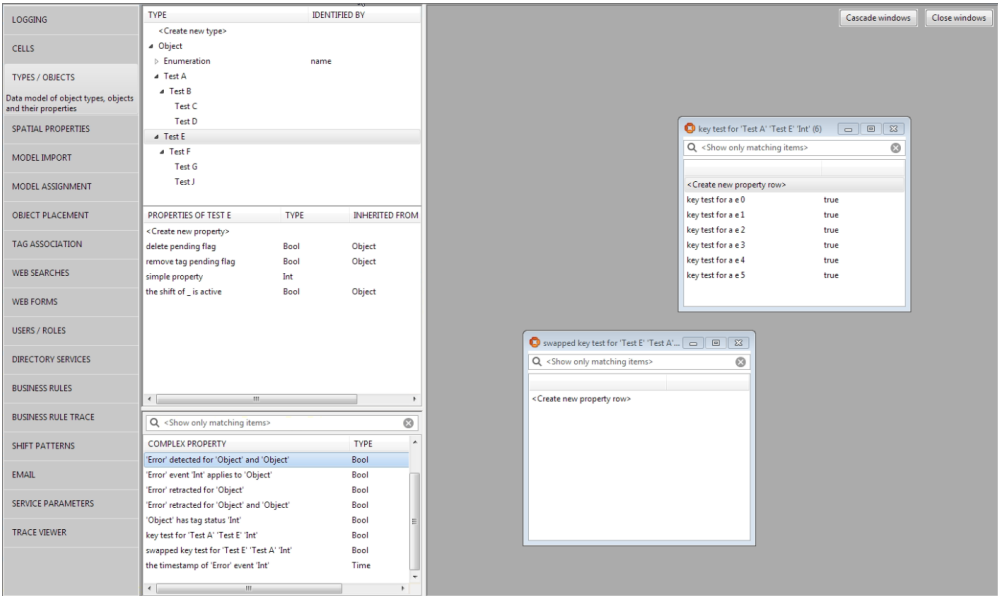 LOGGING
CELLS
TYPES / OBJECTS
Data model of object types, objects
and their properties
SPATIAL PROPERTIES
MODEL IMPORT
MODEL ASSIGNMENT
OBJECT PLACEMENT
TAG ASSOCIATION
WEB SEARCHES
WEB FORMS
USERS / ROLES
DIRECTORY SERVICES
BUSINESS RULES
BUSINESS RULE TRACE
SHIFT PATTERNS
EMAIL
SERVICE PARAMETERS
TRACE VIEWER
TYPE IDENTIFIED BY
<Create new type>
Object
Enumeration name
Test A
Test B
Test C
Test D
Test E
Test F
Test G
Test J
PROPERTIES OF TEST E TYPE INHERITED FROM
<Create new property>
delete pending flag Bool Object
remove tag pending flag Bool Object
simple property Int
the shift of _ is active Bool Object
<Show only matching items>
COMPLEX PROPERTY TYPE
'Error' detected for 'Object' and 'Object' Bool
'Error' event 'Int' applies to 'Object' Bool
'Error' retracted for 'Object' Bool
'Error' retracted for 'Object' and 'Object' Bool
'Object' has tag status 'Int' Bool
key test for 'Test A' 'Test E' 'Int' Bool
swapped key test for 'Test E' 'Test A' 'Int' Bool
the timestamp of 'Error' event 'Int' Time
Cascade windows Close windows
key test for 'Test A' 'Test E' 'Int' (6)
<Show only matching items>
<Create new property row>
key test for a e 0 true
key test for a e 1 true
key test for a e 2 true
key test for a e 3 true
key test for a e 4 true
key test for a e 5 true
swapped key test for 'Test E' 'Test A'...
<Show only matching items>
<Create new property row>